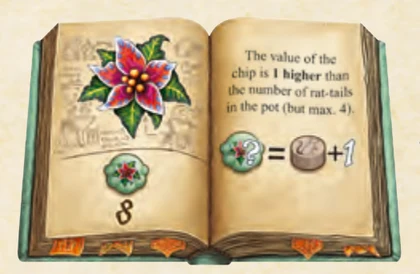 8
The value of the
chip is 1 higher than
the number of rat-tails
in the pot (but max. 4).
? = +1